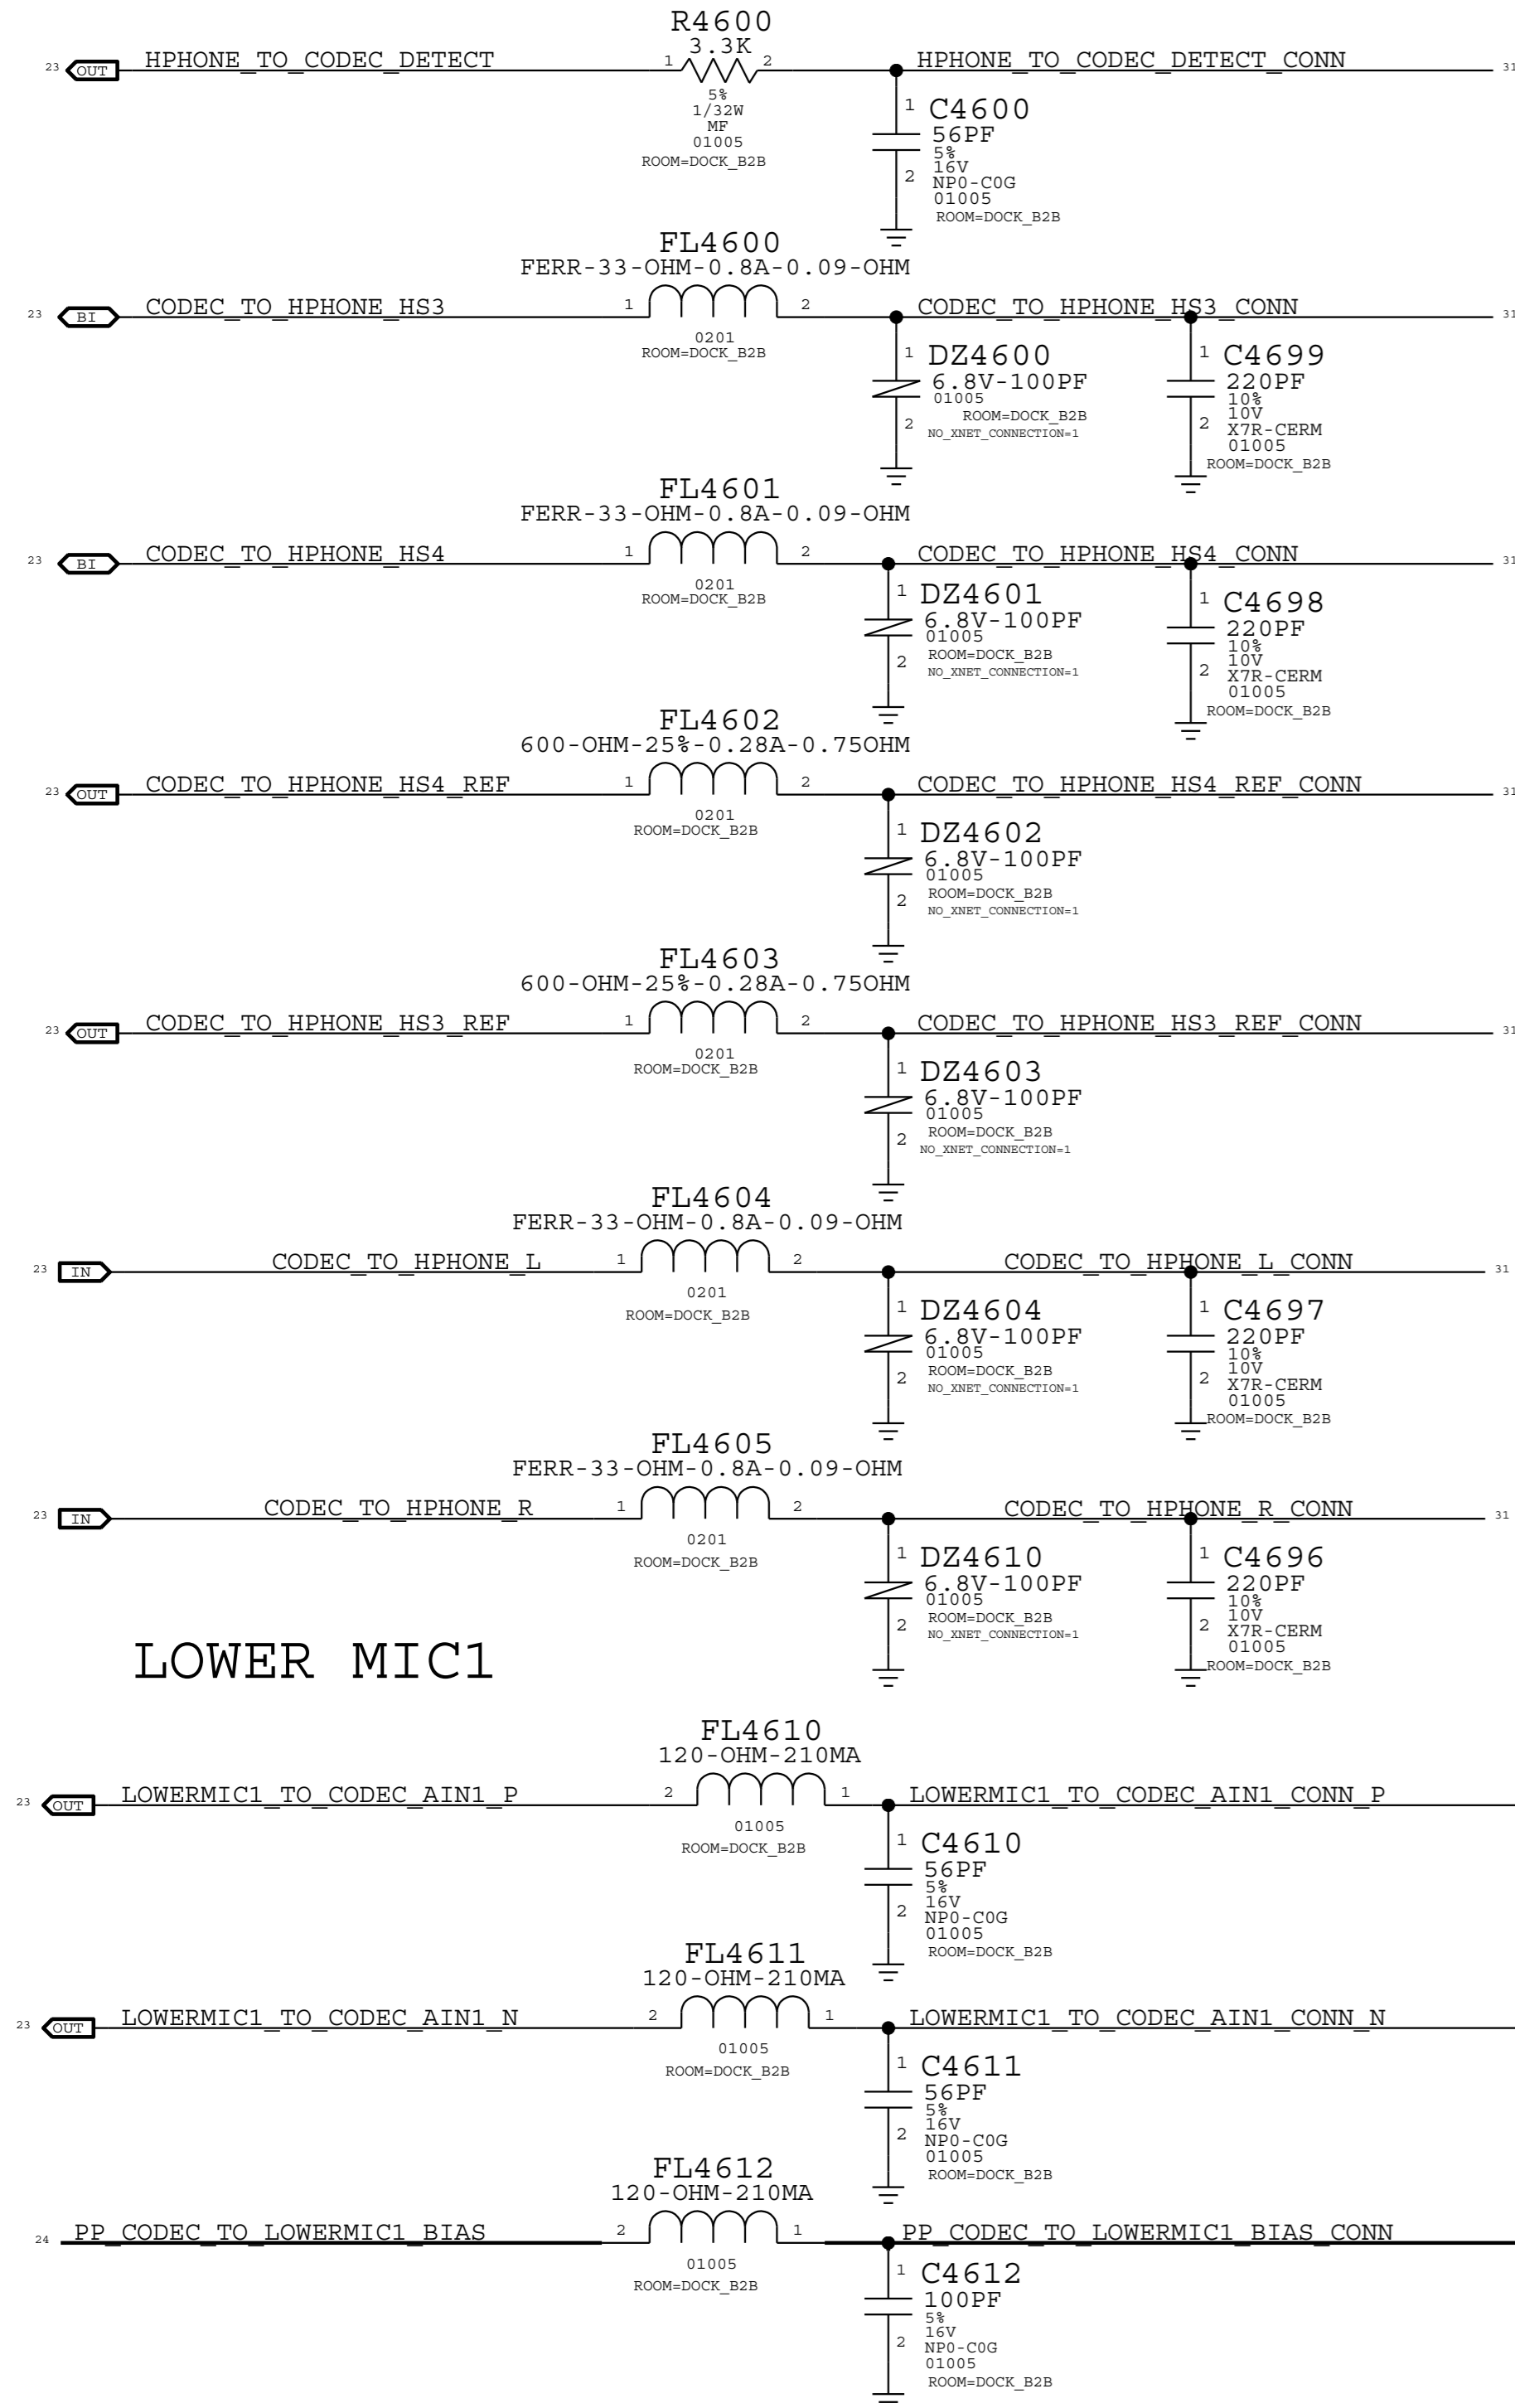 R4600
3.3K
23 OUT HPHONE_TO_CODEC_DETECT 1 2 HPHONE_TO_CODEC_DETECT_CONN 31
5%
1/32W
MF
01005
ROOM=DOCK_B2B
1 C4600
56PF
5%
16V
2 NP0-C0G
01005
ROOM=DOCK_B2B
FL4600
FERR-33-OHM-0.8A-0.09-OHM
23 BI CODEC_TO_HPHONE_HS3 1 2 CODEC_TO_HPHONE_HS3_CONN 31
0201
ROOM=DOCK_B2B
1 DZ4600
6.8V-100PF
01005
ROOM=DOCK_B2B
2 NO_XNET_CONNECTION=1
1 C4699
220PF
10%
10V
2 X7R-CERM
01005
ROOM=DOCK_B2B
FL4601
FERR-33-OHM-0.8A-0.09-OHM
23 BI CODEC_TO_HPHONE_HS4 1 2 CODEC_TO_HPHONE_HS4_CONN 31
0201
ROOM=DOCK_B2B
1 DZ4601
6.8V-100PF
01005
2 ROOM=DOCK_B2B
NO_XNET_CONNECTION=1
1 C4698
220PF
10%
10V
2 X7R-CERM
01005
ROOM=DOCK_B2B
FL4602
600-OHM-25%-0.28A-0.75OHM
23 OUT CODEC_TO_HPHONE_HS4_REF 1 2 CODEC_TO_HPHONE_HS4_REF_CONN 31
0201
ROOM=DOCK_B2B
1 DZ4602
6.8V-100PF
01005
2 ROOM=DOCK_B2B
NO_XNET_CONNECTION=1
FL4603
600-OHM-25%-0.28A-0.75OHM
23 OUT CODEC_TO_HPHONE_HS3_REF 1 2 CODEC_TO_HPHONE_HS3_REF_CONN 31
0201
ROOM=DOCK_B2B
1 DZ4603
6.8V-100PF
01005
2 ROOM=DOCK_B2B
NO_XNET_CONNECTION=1
FL4604
FERR-33-OHM-0.8A-0.09-OHM
23 IN CODEC_TO_HPHONE_L 1 2 CODEC_TO_HPHONE_L_CONN 31
0201
ROOM=DOCK_B2B
1 DZ4604
6.8V-100PF
01005
2 ROOM=DOCK_B2B
NO_XNET_CONNECTION=1
1 C4697
220PF
10%
10V
2 X7R-CERM
01005
ROOM=DOCK_B2B
FL4605
FERR-33-OHM-0.8A-0.09-OHM
23 IN CODEC_TO_HPHONE_R 1 2 CODEC_TO_HPHONE_R_CONN 31
0201
ROOM=DOCK_B2B
1 DZ4610
6.8V-100PF
01005
2 ROOM=DOCK_B2B
NO_XNET_CONNECTION=1
1 C4696
220PF
10%
10V
2 X7R-CERM
01005
ROOM=DOCK_B2B
LOWER MIC1
FL4610
120-OHM-210MA
23 OUT LOWERMIC1_TO_CODEC_AIN1_P 2 1 LOWERMIC1_TO_CODEC_AIN1_CONN_P
01005
ROOM=DOCK_B2B
1 C4610
56PF
5%
16V
2 NP0-C0G
01005
ROOM=DOCK_B2B
FL4611
120-OHM-210MA
23 OUT LOWERMIC1_TO_CODEC_AIN1_N 2 1 LOWERMIC1_TO_CODEC_AIN1_CONN_N
01005
ROOM=DOCK_B2B
1 C4611
56PF
5%
16V
2 NP0-C0G
01005
ROOM=DOCK_B2B
FL4612
120-OHM-210MA
24 PP_CODEC_TO_LOWERMIC1_BIAS 2 1 PP_CODEC_TO_LOWERMIC1_BIAS_CONN
01005
ROOM=DOCK_B2B
1 C4612
100PF
5%
16V
2 NP0-C0G
01005
ROOM=DOCK_B2B